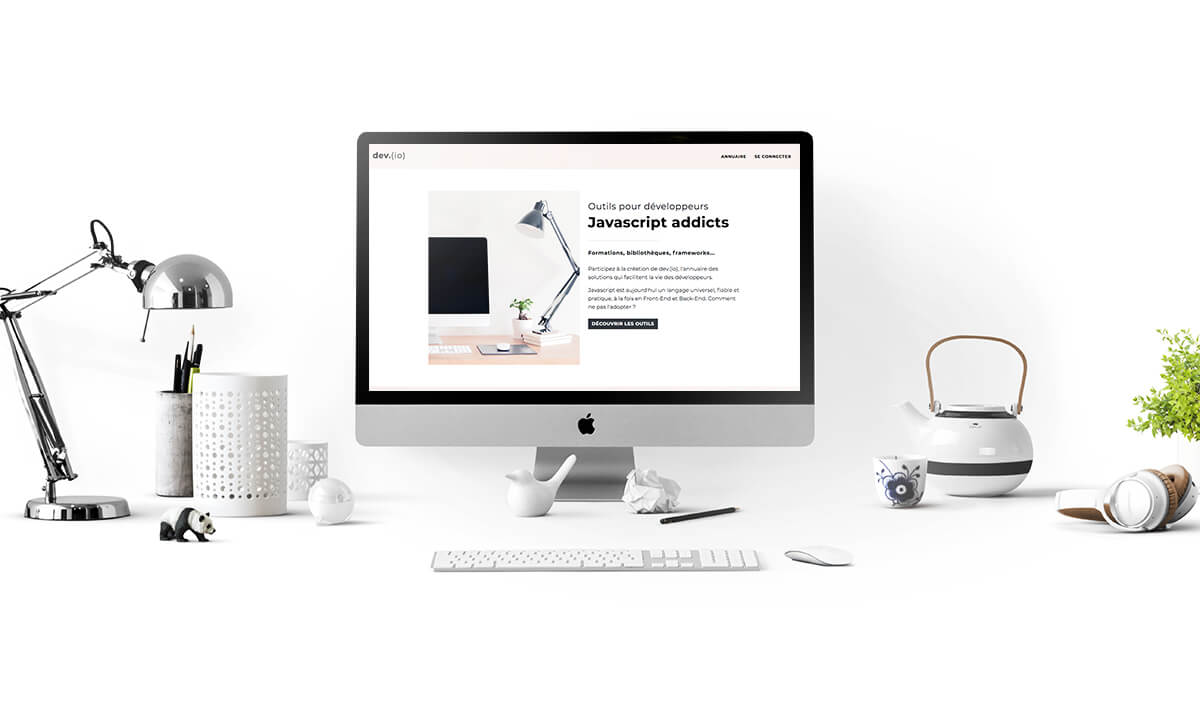 dev.(io)
ANNUAIRE SE CONNECTER
Outils pour développeurs
Javascript addicts
Formations, bibliothèques, frameworks...
Participez à la création de dev.(io), l'annuaire des
solutions qui facilitent la vie des développeurs.
Javascript est aujourd'hui un langage universel, fiable et
pratique, à la fois en Front-End et Back-End. Comment
ne pas l'adopter ?
DÉCOUVRIR LES OUTILS